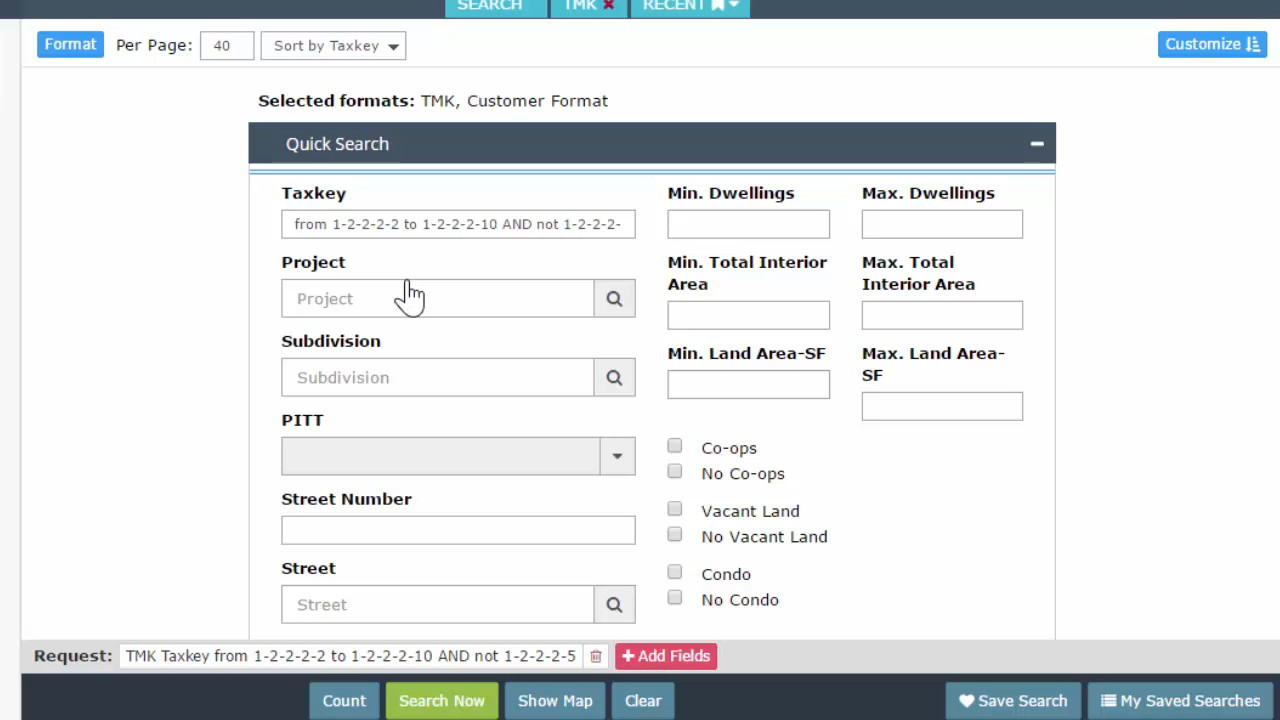 SEARCH TMK RECENT
Format Per Page: 40 Sort by Taxkey Customize
Selected formats: TMK, Customer Format
Quick Search
Taxkey
from 1-2-2-2-2 to 1-2-2-2-10 AND not 1-2-2-2-
Project
Project
Subdivision
Subdivision
PITT
Street Number
Street
Street
Min. Dwellings
Min. Total Interior
Area
Min. Land Area-SF
Max. Dwellings
Max. Total
Interior Area
Max. Land Area-
SF
Co-ops
No Co-ops
Vacant Land
No Vacant Land
Condo
No Condo
Request: TMK Taxkey from 1-2-2-2-2 to 1-2-2-2-10 AND not 1-2-2-2-5 + Add Fields
Count Search Now Show Map Clear Save Search My Saved Searches